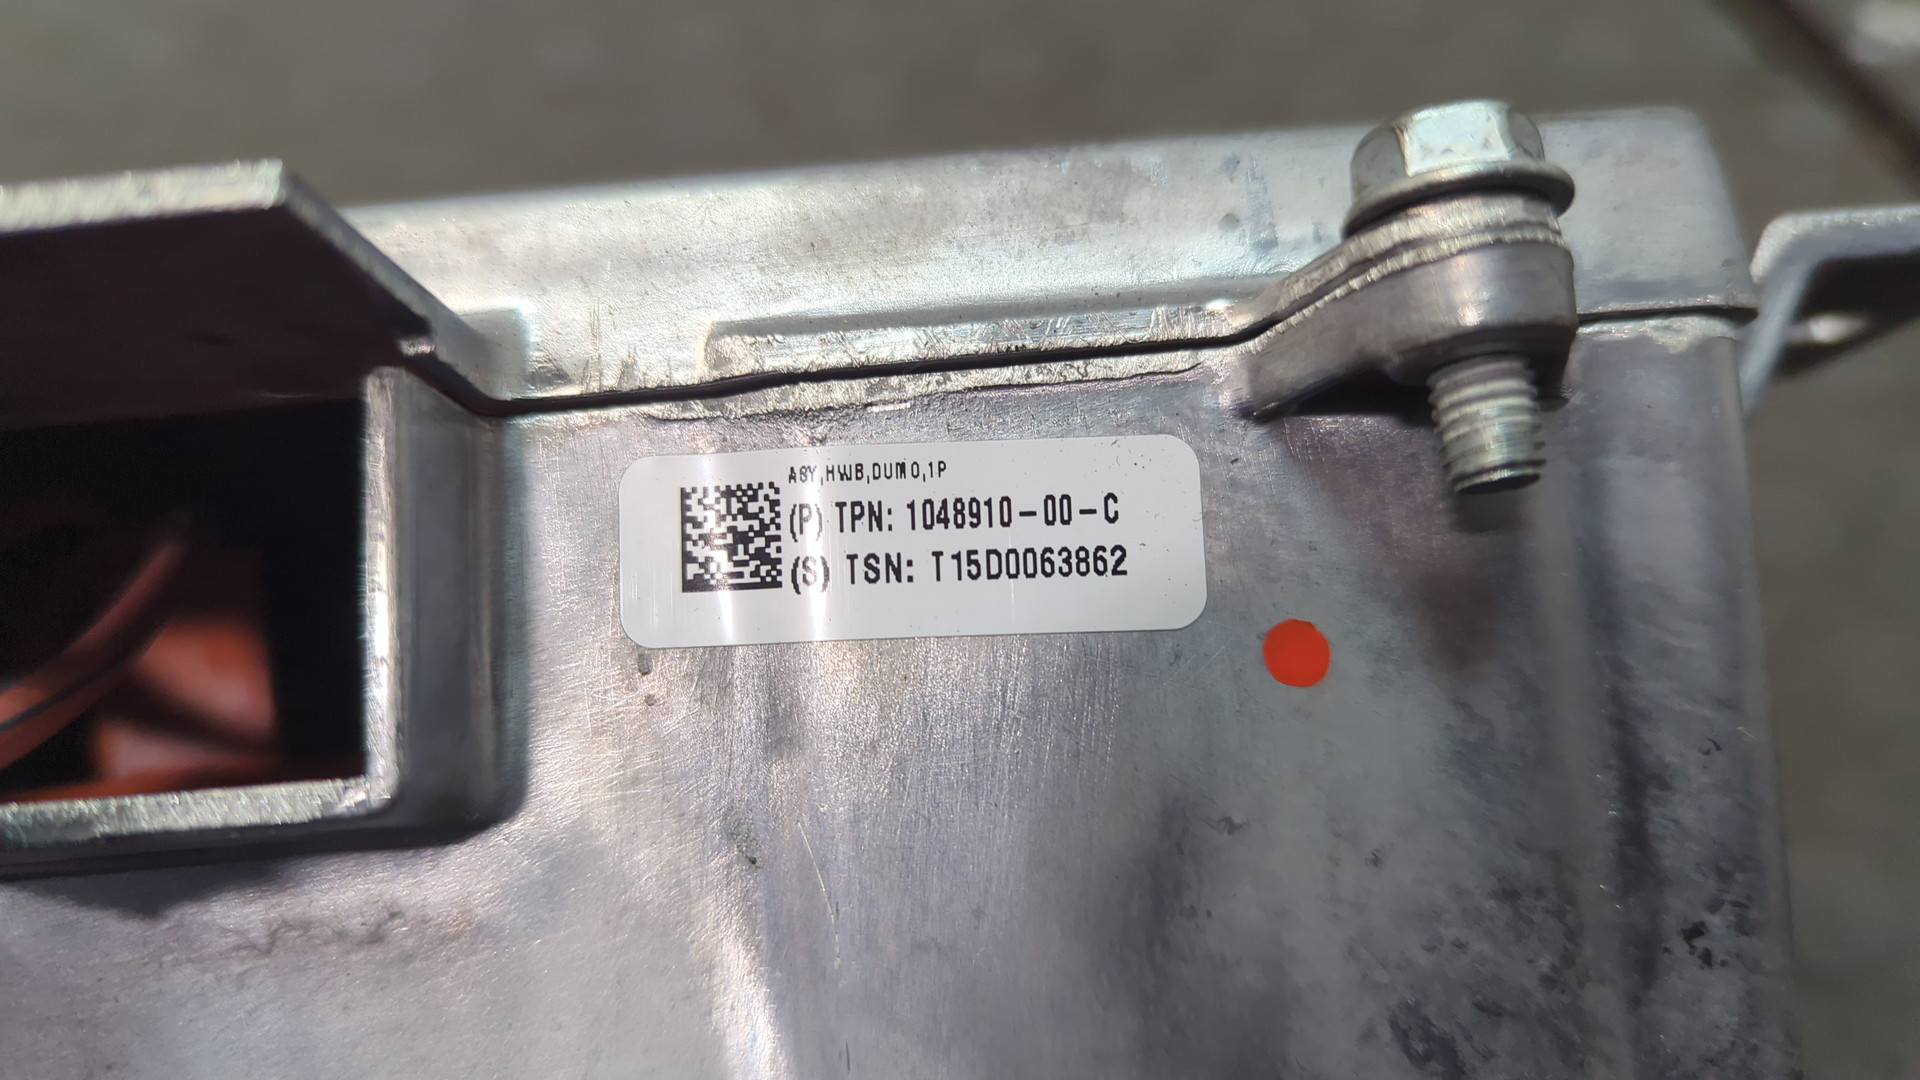 ASY,HWB,DUMO,1P
(P) TPN: 1048910-00-C
(S) TSN: T15D0063862